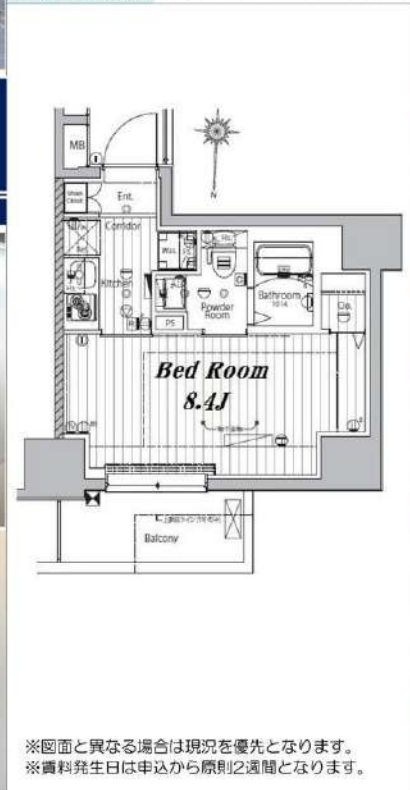 MB
Ent.
Corridor
Kitchen
Powder
Room
Bathroom
1014
Clo.
PS
Bed Room
8.4J
Balcony
N
※図面と異なる場合は現況を優先となります。
※賃料発生日は申込から原則2週間となります。